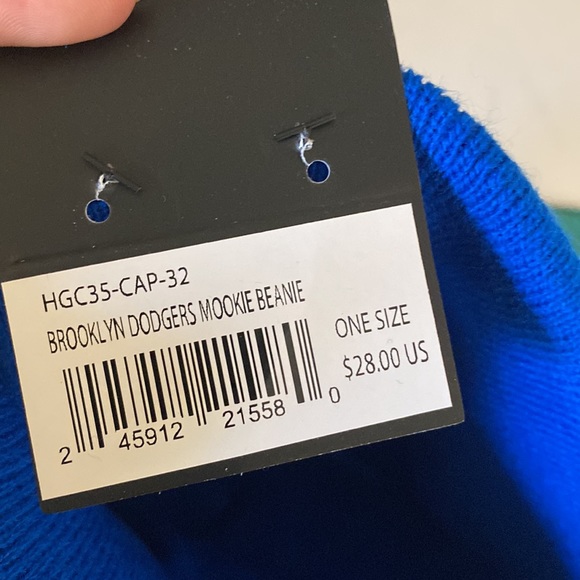 HGC35-CAP-32
BROOKLYN DODGERS MOOKIE BEANIE
ONE SIZE
$28.00 US
2 45912 21558 0